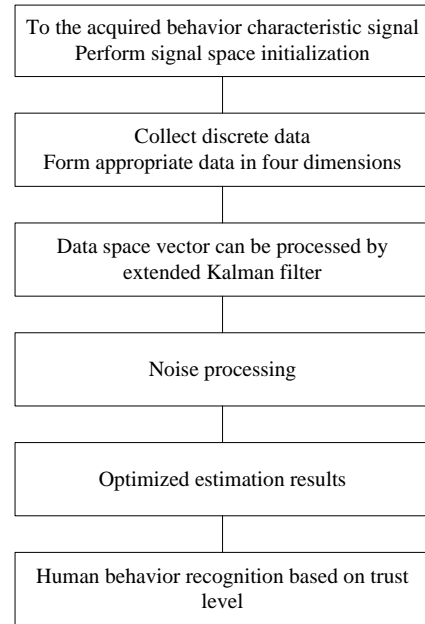 To the acquired behavior characteristic signal
Perform signal space initialization
Collect discrete data
Form appropriate data in four dimensions
Data space vector can be processed by
extended Kalman filter
Noise processing
Optimized estimation results
Human behavior recognition based on trust
level